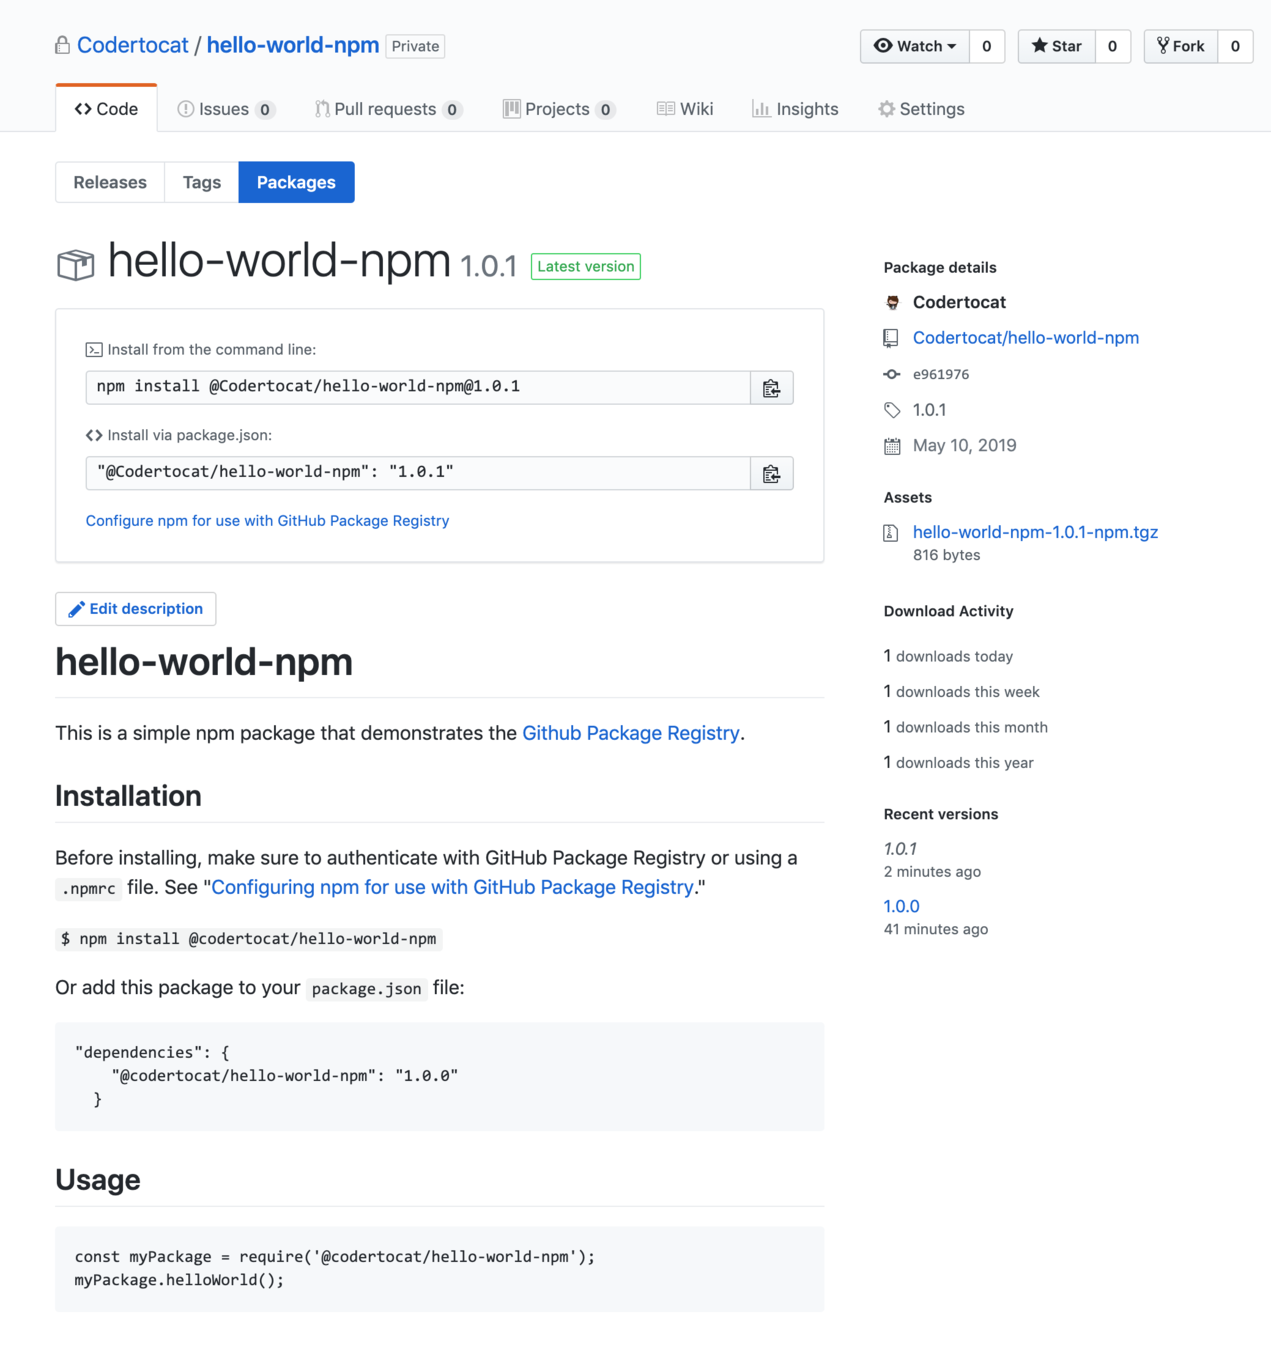 Codertocat / hello-world-npm Private
Watch 0 Star 0 Fork 0
Code Issues 0 Pull requests 0 Projects 0 Wiki Insights Settings
Releases Tags Packages
hello-world-npm 1.0.1 Latest version
Install from the command line:
npm install @Codertocat/hello-world-npm@1.0.1
Install via package.json:
"@Codertocat/hello-world-npm": "1.0.1"
Configure npm for use with GitHub Package Registry
Edit description
hello-world-npm
This is a simple npm package that demonstrates the Github Package Registry.
Installation
Before installing, make sure to authenticate with GitHub Package Registry or using a
.npmrc file. See "Configuring npm for use with GitHub Package Registry."
$ npm install @codertocat/hello-world-npm
Or add this package to your package.json file:
"dependencies": {
"@codertocat/hello-world-npm": "1.0.0"
}
Usage
const myPackage = require('@codertocat/hello-world-npm');
myPackage.helloWorld();
Package details
Codertocat
Codertocat/hello-world-npm
e961976
1.0.1
May 10, 2019
Assets
hello-world-npm-1.0.1-npm.tgz
816 bytes
Download Activity
1 downloads today
1 downloads this week
1 downloads this month
1 downloads this year
Recent versions
1.0.1
2 minutes ago
1.0.0
41 minutes ago